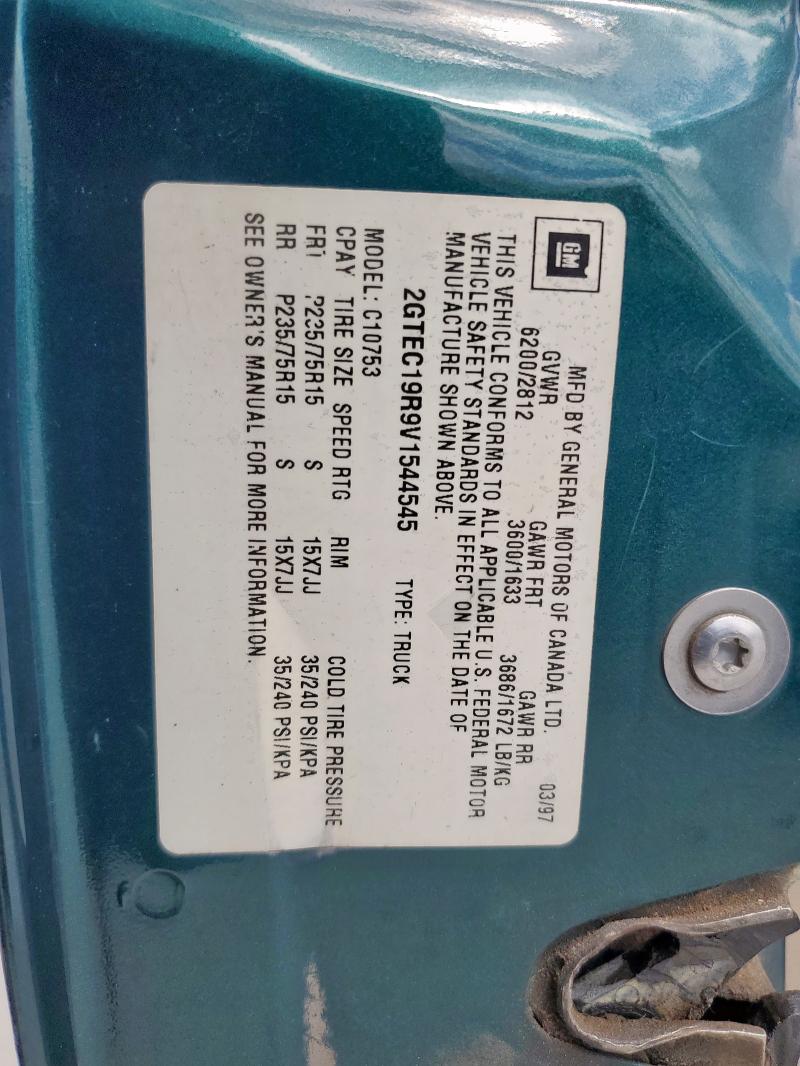 GM
MFD BY GENERAL MOTORS OF CANADA LTD.
03/97
GVWR GAWR FRT GAWR RR
6200/2812 3600/1633 3686/1672 LB/KG
THIS VEHICLE CONFORMS TO ALL APPLICABLE U.S. FEDERAL MOTOR
VEHICLE SAFETY STANDARDS IN EFFECT ON THE DATE OF
MANUFACTURE SHOWN ABOVE.
2GTEC19R9V1544545 TYPE: TRUCK
MODEL: C10753
CPAY TIRE SIZE SPEED RTG RIM COLD TIRE PRESSURE
FRT P235/75R15 S 15X7JJ 35/240 PSI/KPA
RR P235/75R15 S 15X7JJ 35/240 PSI/KPA
SEE OWNER'S MANUAL FOR MORE INFORMATION.